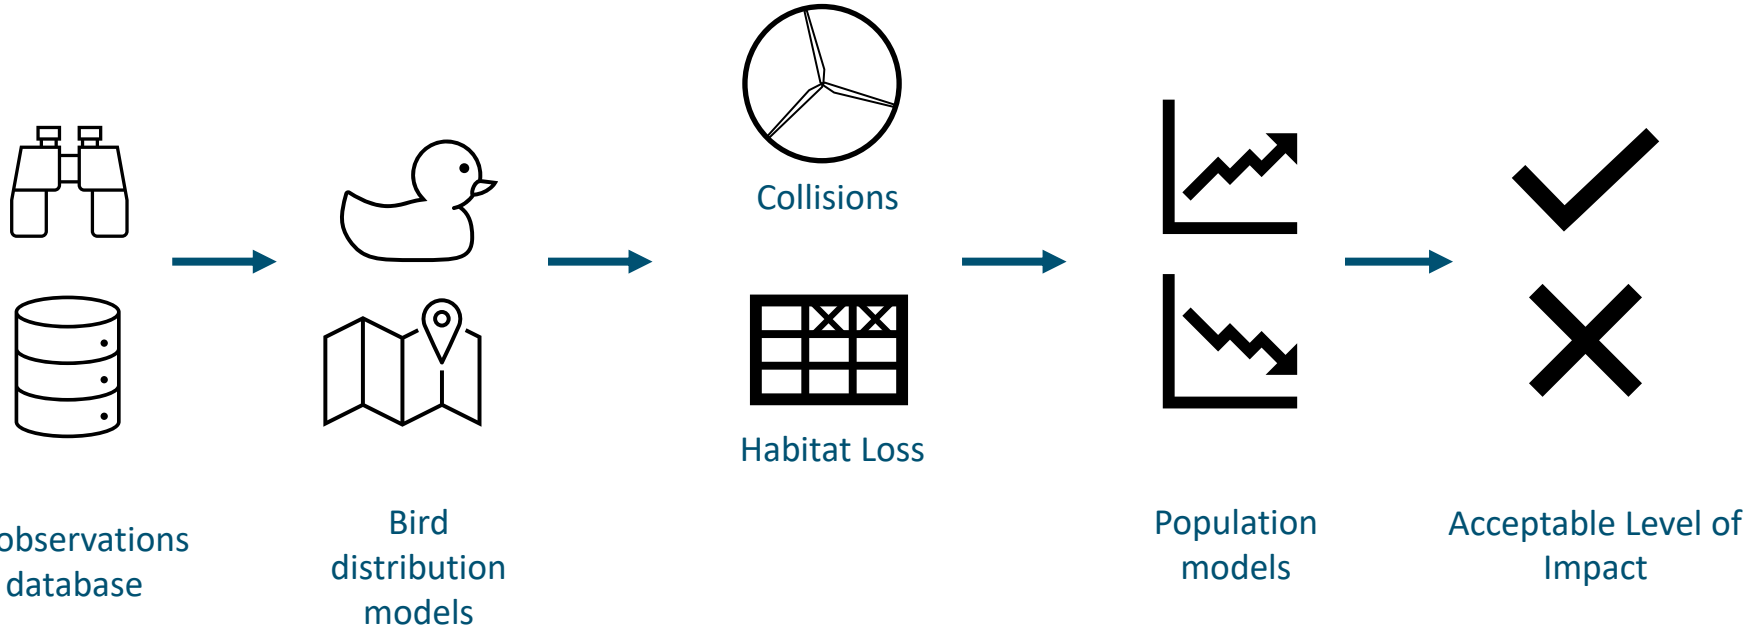 Collisions
Habitat Loss
observations
database
Bird
distribution
models
Population
models
Acceptable Level of
Impact